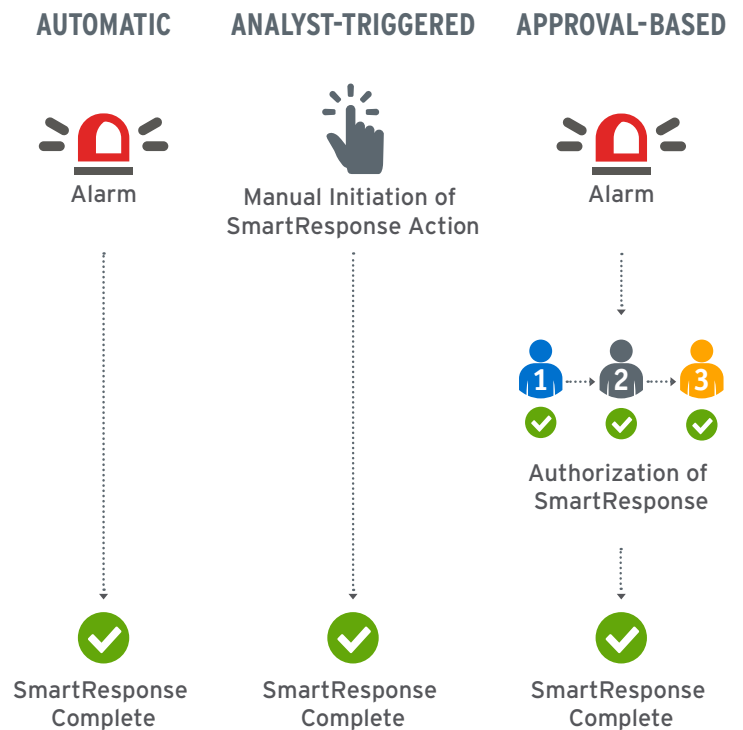 AUTOMATIC
ANALYST-TRIGGERED
APPROVAL-BASED
Alarm
Manual Initiation of
SmartResponse Action
Alarm
1
2
3
Authorization of
SmartResponse
SmartResponse
Complete
SmartResponse
Complete
SmartResponse
Complete